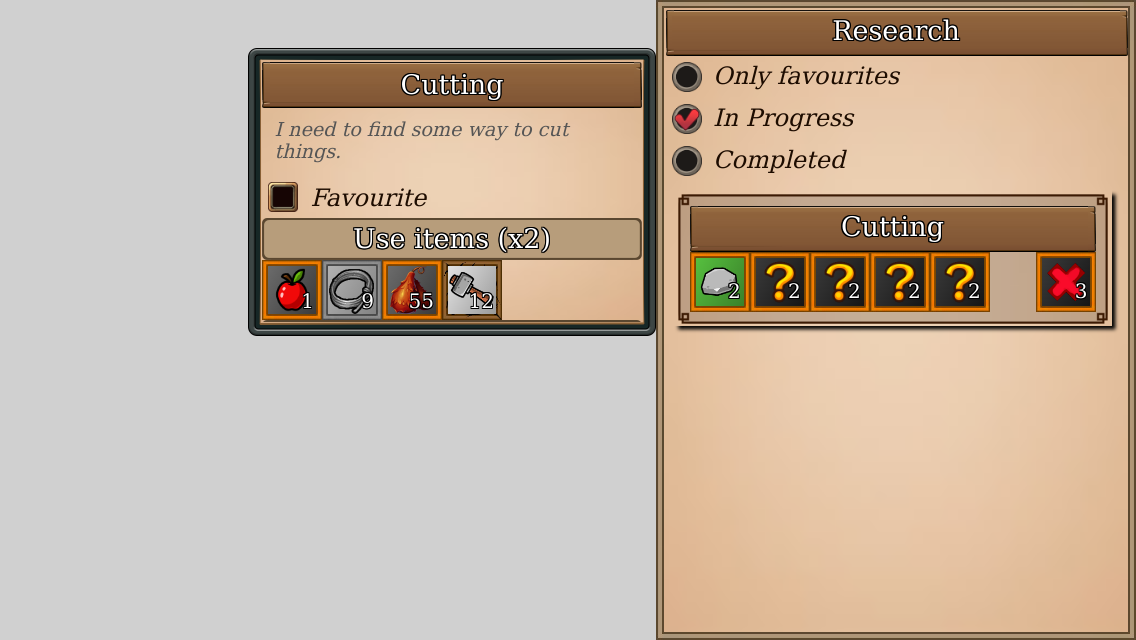 Research
Only favourites
In Progress
Completed
Cutting
2 ?2 ?2 ?2 ?2 3
Cutting
I need to find some way to cut
things.
Favourite
Use items (x2)
1 9 55 12